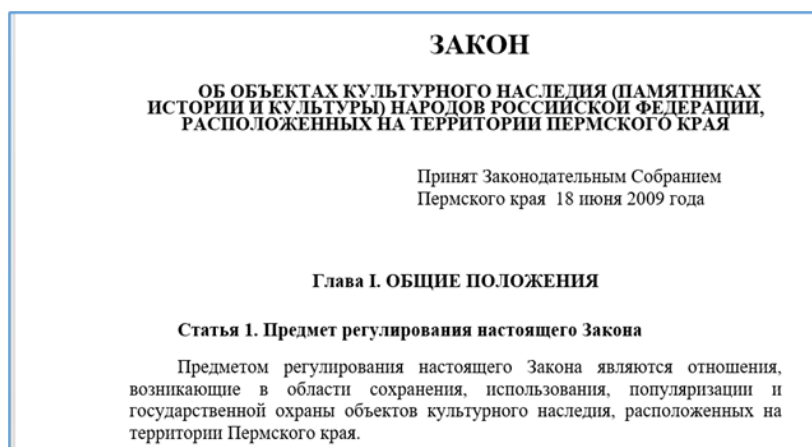 ЗАКОН
ОБ ОБЪЕКТАХ КУЛЬТУРНОГО НАСЛЕДИЯ (ПАМЯТНИКАХ
ИСТОРИИ И КУЛЬТУРЫ) НАРОДОВ РОССИЙСКОЙ ФЕДЕРАЦИИ,
РАСПОЛОЖЕННЫХ НА ТЕРРИТОРИИ ПЕРМСКОГО КРАЯ
Принят Законодательным Собранием
Пермского края 18 июня 2009 года
Глава I. ОБЩИЕ ПОЛОЖЕНИЯ
Статья 1. Предмет регулирования настоящего Закона
Предметом регулирования настоящего Закона являются отношения,
возникающие в области сохранения, использования, популяризации и
государственной охраны объектов культурного наследия, расположенных на
территории Пермского края.